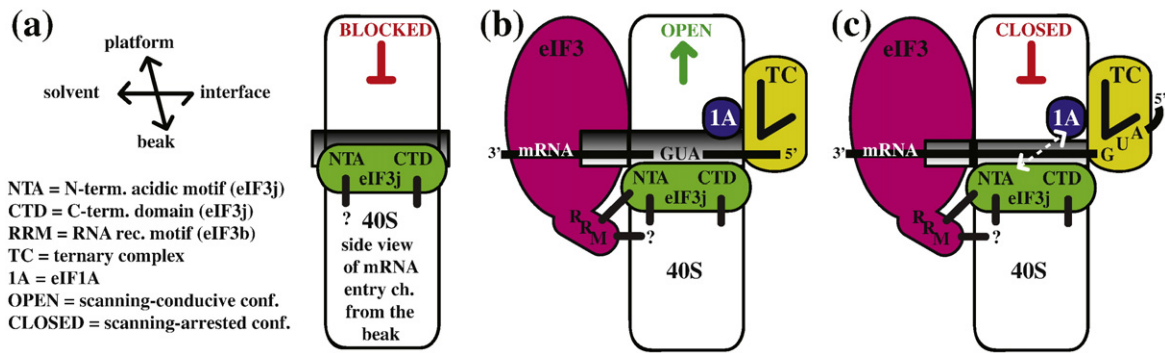 (a)
platform
solvent
interface
beak
NTA = N-term. acidic motif (eIF3j)
CTD = C-term. domain (eIF3j)
RRM = RNA rec. motif (eIF3b)
TC = ternary complex
1A = eIF1A
OPEN = scanning-conducive conf.
CLOSED = scanning-arrested conf.
BLOCKED
NTA CTD
eIF3j
?
40S
side view
of mRNA
entry ch.
from the
beak
(b)
eIF3
OPEN
TC
1A
3’ mRNA GUA 5’
NTA CTD
eIF3j
RRM ?
40S
(c)
eIF3
CLOSED
TC
1A
5’
3’ mRNA GUA
NTA CTD
eIF3j
RRM ?
40S